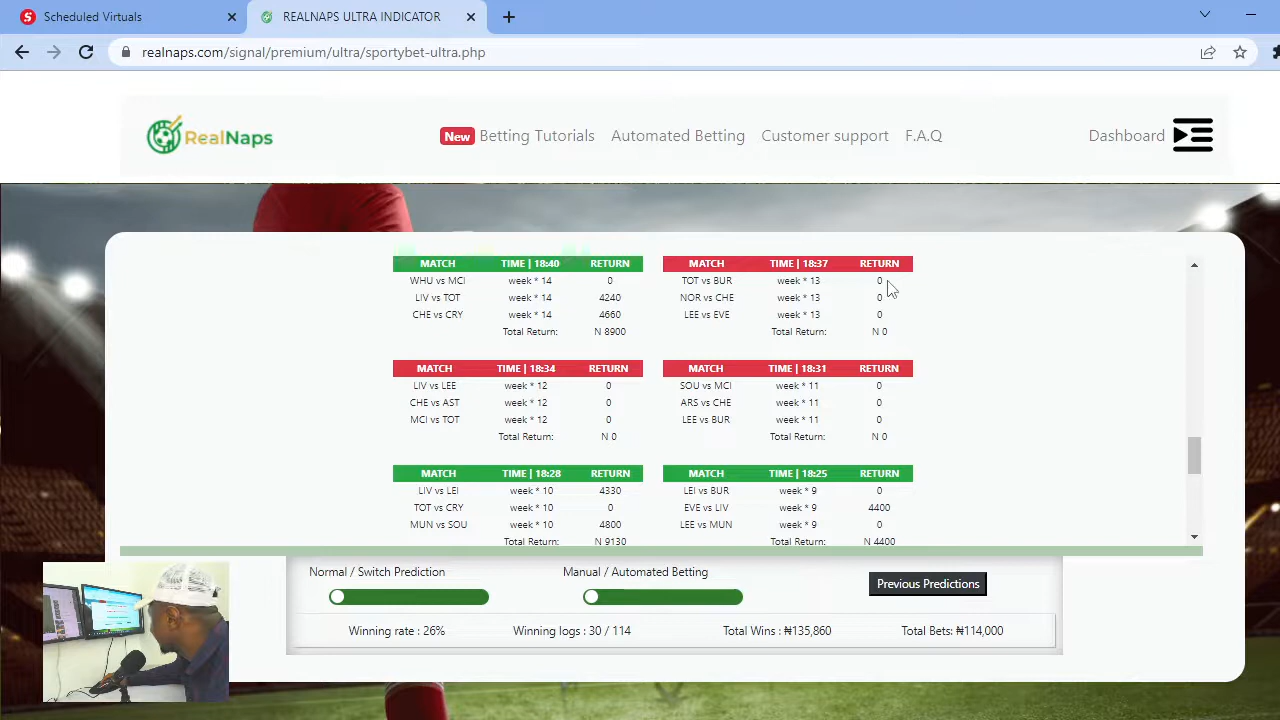 Scheduled Virtuals
REALNAPS ULTRA INDICATOR
realnaps.com/signal/premium/ultra/sportybet-ultra.php
RealNaps
New Betting Tutorials Automated Betting Customer support F.A.Q
Dashboard
MATCH TIME | 18:40 RETURN
WHU vs MCI week * 14 0
LIV vs TOT week * 14 4240
CHE vs CRY week * 14 4660
Total Return: N 8900
MATCH TIME | 18:37 RETURN
TOT vs BUR week * 13 0
NOR vs CHE week * 13 0
LEE vs EVE week * 13 0
Total Return: N 0
MATCH TIME | 18:34 RETURN
LIV vs LEE week * 12 0
CHE vs AST week * 12 0
MCI vs TOT week * 12 0
Total Return: N 0
MATCH TIME | 18:31 RETURN
SOU vs MCI week * 11 0
ARS vs CHE week * 11 0
LEE vs BUR week * 11 0
Total Return: N 0
MATCH TIME | 18:28 RETURN
LIV vs LEI week * 10 4330
TOT vs CRY week * 10 0
MUN vs SOU week * 10 4800
Total Return: N 9130
MATCH TIME | 18:25 RETURN
LEI vs BUR week * 9 0
EVE vs LIV week * 9 4400
LEE vs MUN week * 9 0
Total Return: N 4400
Normal / Switch Prediction
Manual / Automated Betting
Previous Predictions
Winning rate : 26% Winning logs : 30 / 114 Total Wins : ₦135,860 Total Bets: ₦114,000